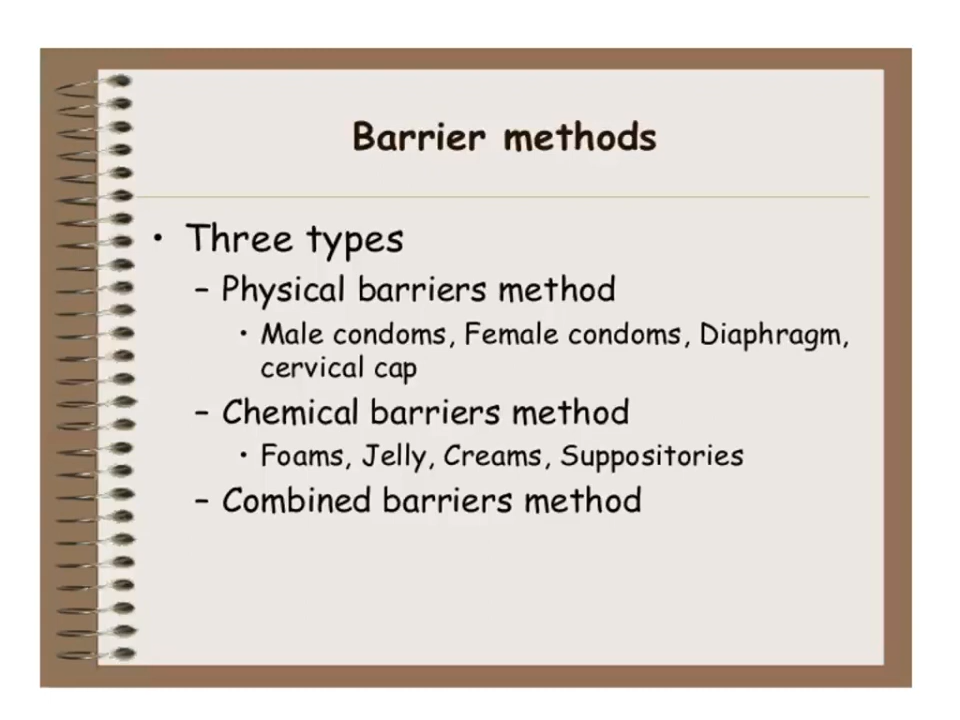 Barrier methods
• Three types
– Physical barriers method
• Male condoms, Female condoms, Diaphragm,
cervical cap
– Chemical barriers method
• Foams, Jelly, Creams, Suppositories
– Combined barriers method